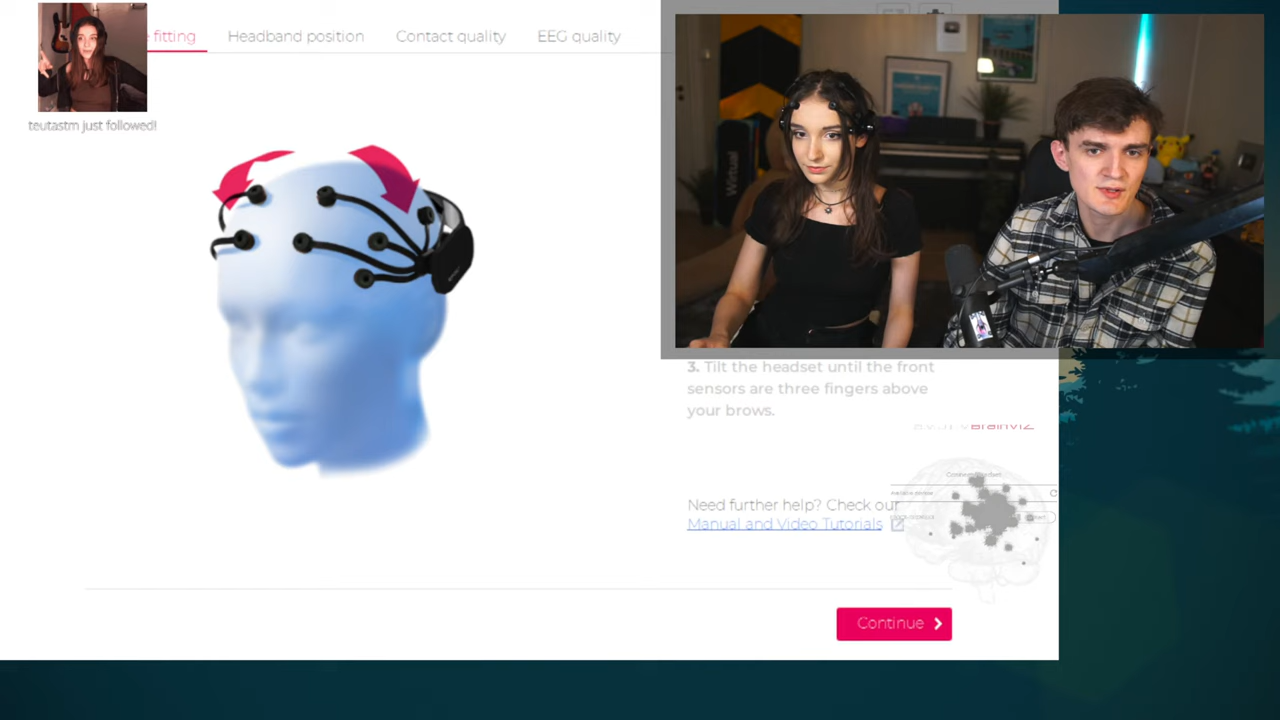 fitting
Headband position
Contact quality
EEG quality
teutastm just followed!
Virtual
3. Tilt the headset until the front
sensors are three fingers above
your brows.
BrainViz
Need further help? Check our
Manual and Video Tutorials
Continue